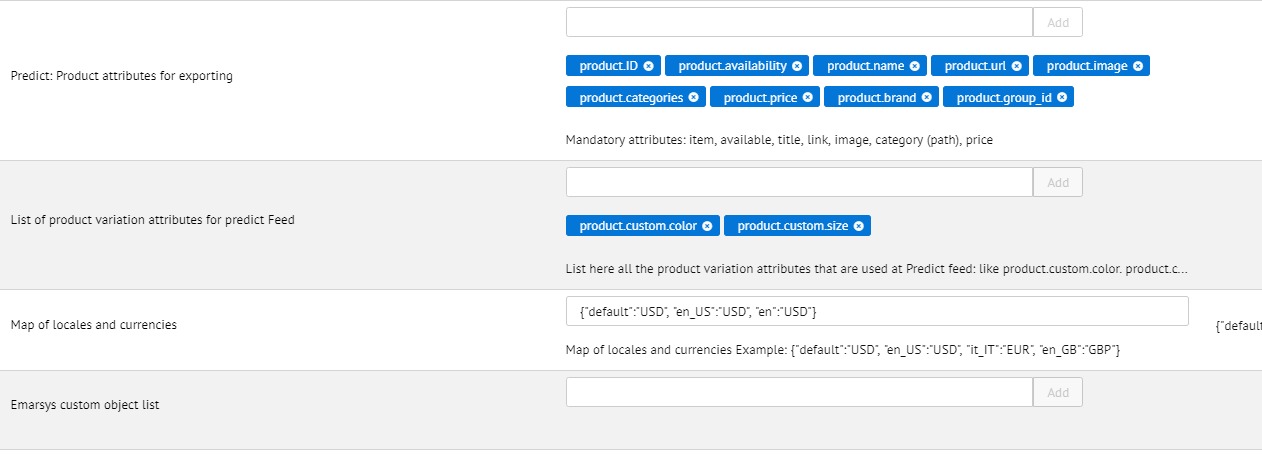 Add
Predict: Product attributes for exporting
product.ID product.availability product.name product.url product.image
product.categories product.price product.brand product.group_id
Mandatory attributes: item, available, title, link, image, category (path), price
Add
List of product variation attributes for predict Feed
product.custom.color product.custom.size
List here all the product variation attributes that are used at Predict feed: like product.custom.color. product.c...
Map of locales and currencies
{"default":"USD", "en_US":"USD", "en":"USD"}
{"default
Map of locales and currencies Example: {"default":"USD", "en_US":"USD", "it_IT":"EUR", "en_GB":"GBP"}
Emarsys custom object list
Add